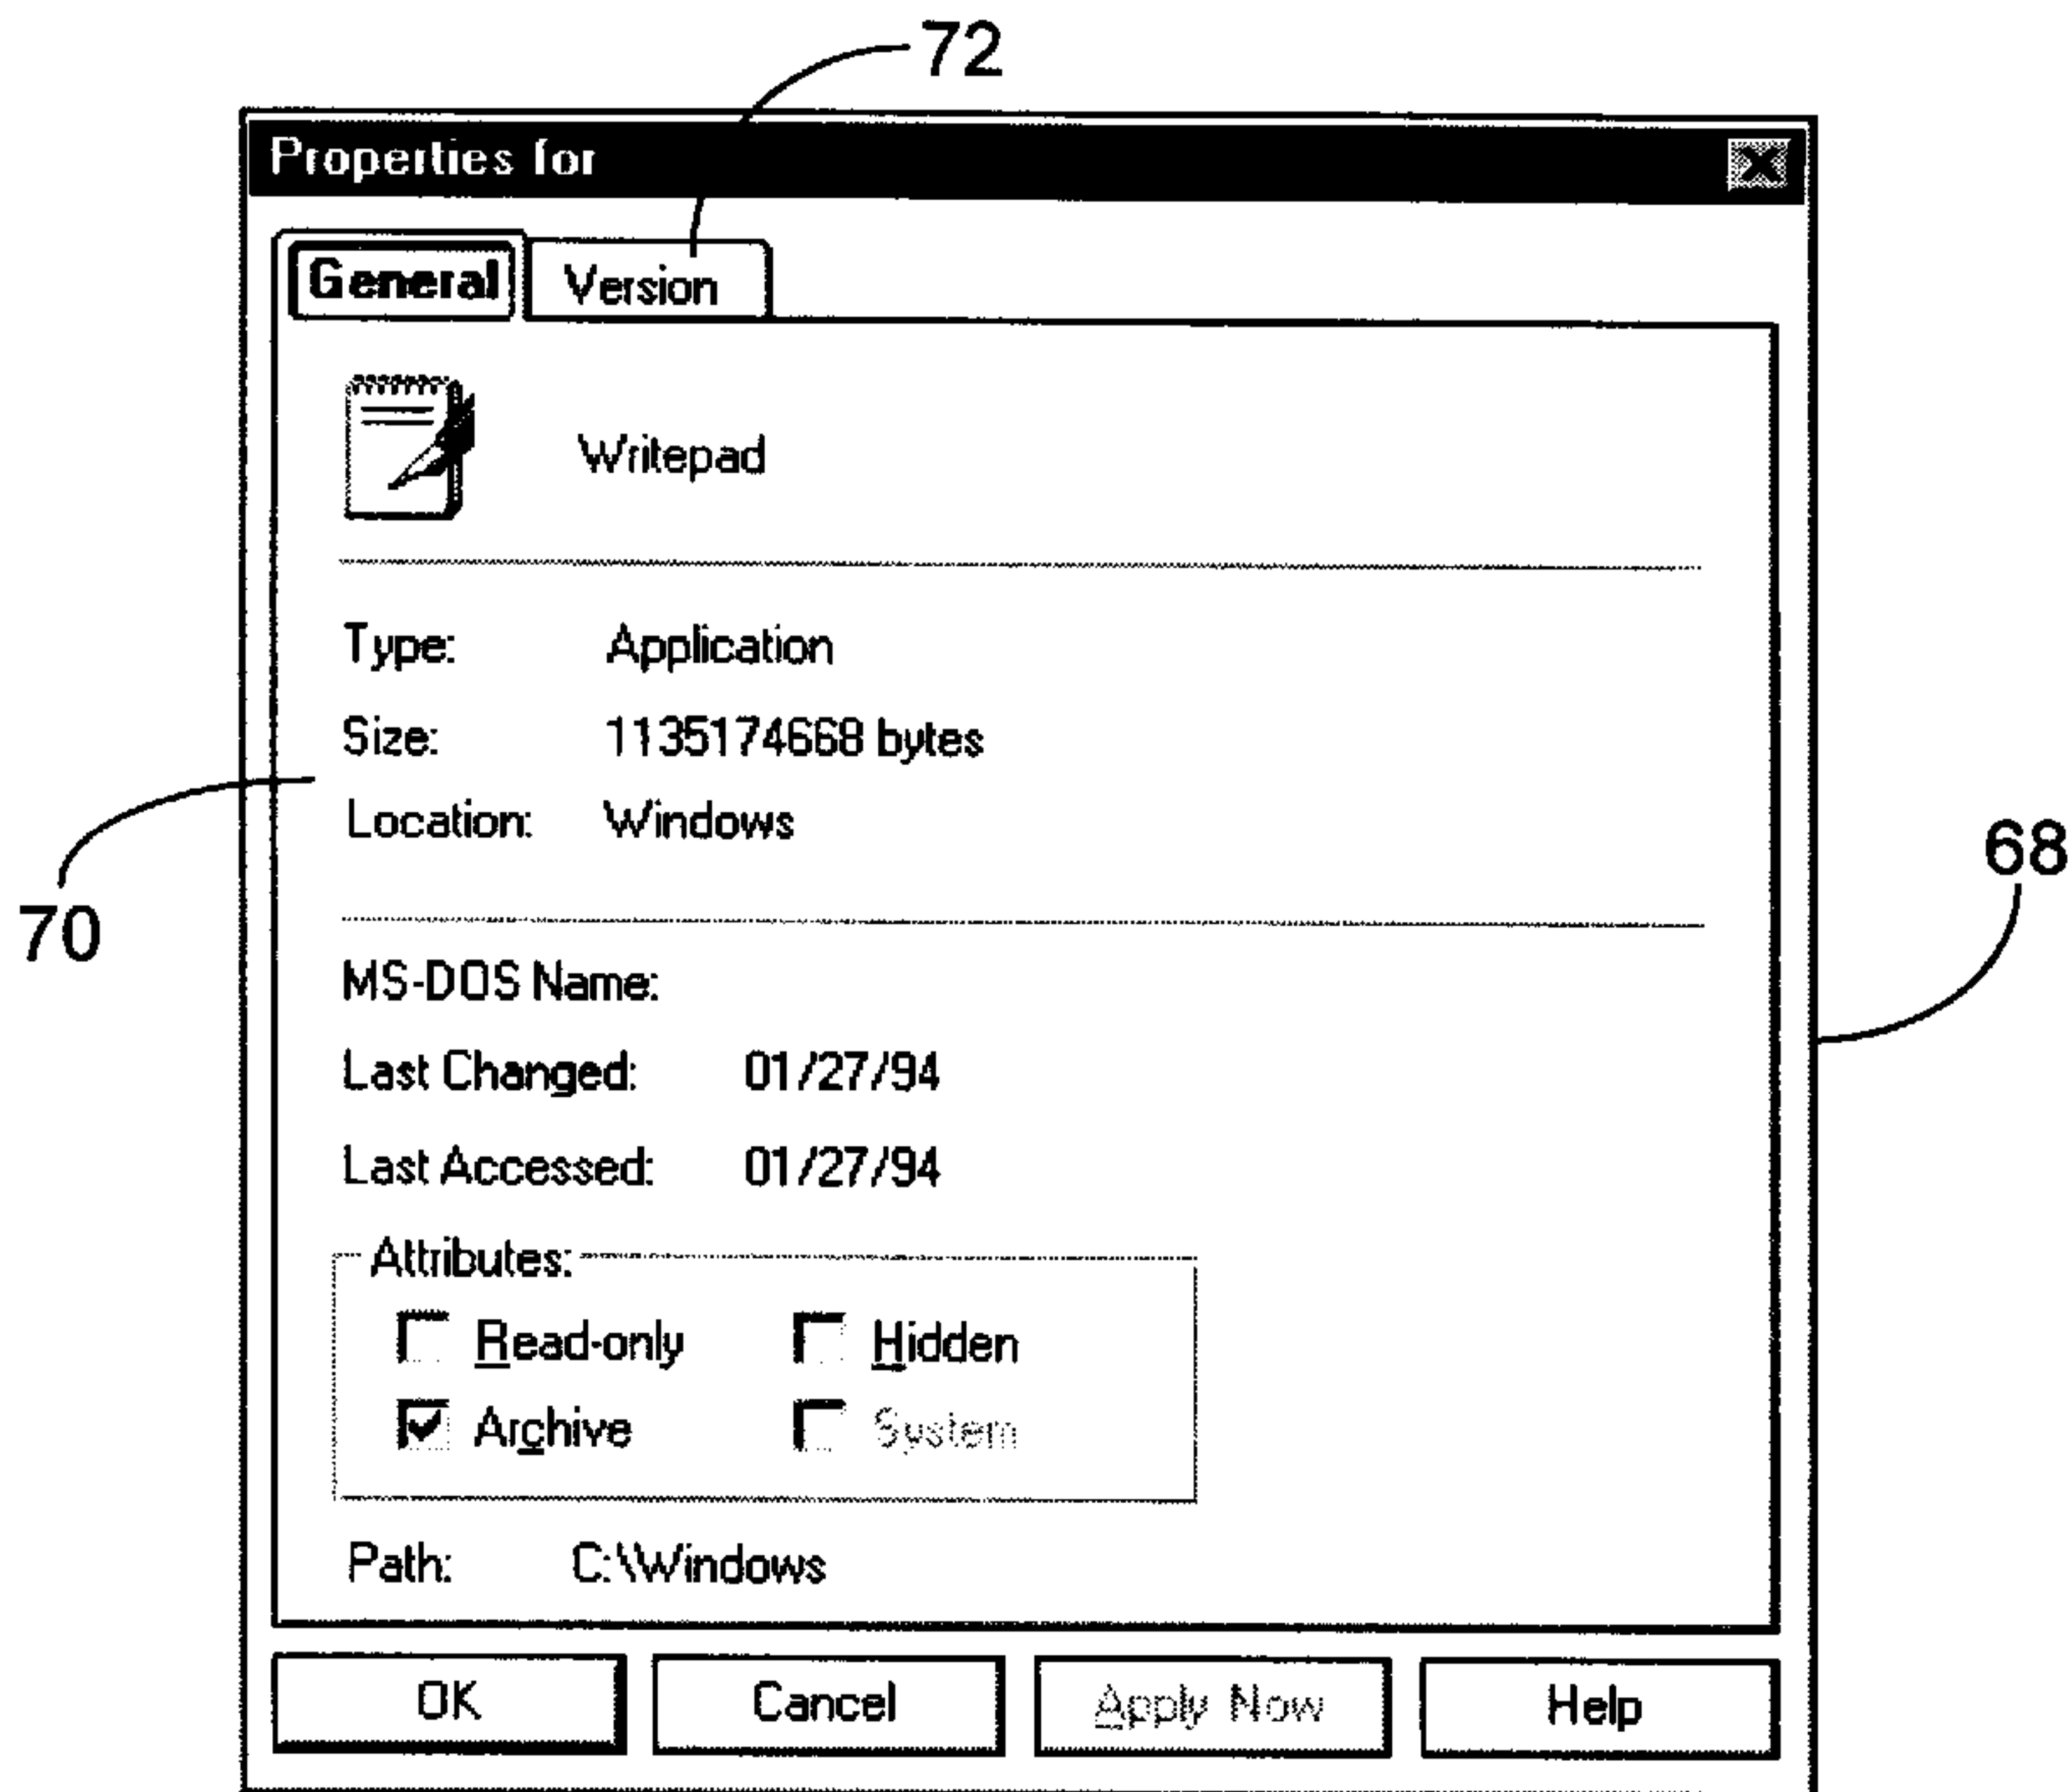 72
Properties for
General Version
Writepad
Type: Application
Size: 1135174668 bytes
Location: Windows
70
68
MS-DOS Name:
Last Changed: 01/27/94
Last Accessed: 01/27/94
Attributes:
Read-only Hidden
Archive System
Path: C:\Windows
OK Cancel Apply Now Help